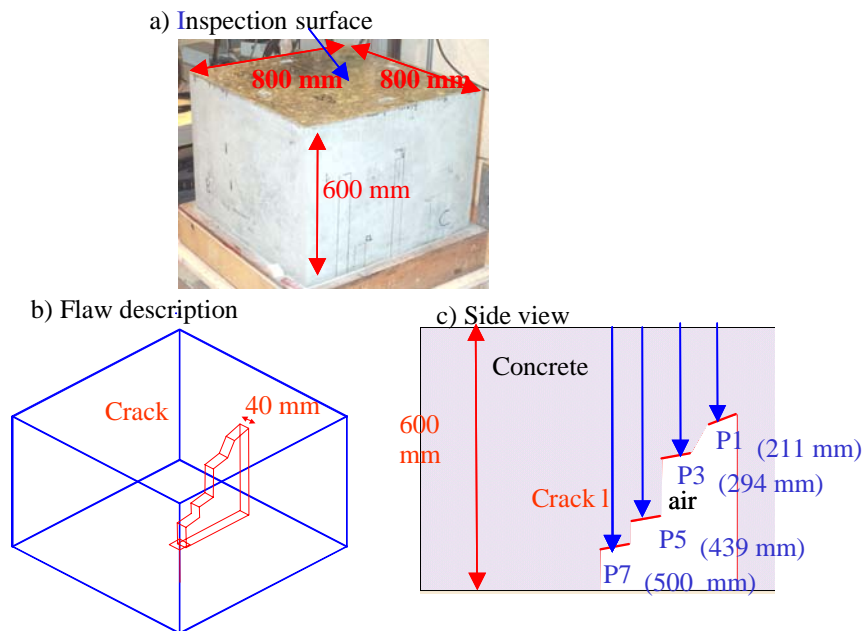 a) Inspection surface
800 mm
800 mm
600 mm
C
b) Flaw description
Crack
40 mm
c) Side view
Concrete
600
mm
P1 (211 mm)
P3 (294 mm)
Crack l
air
P5 (439 mm)
P7 (500 mm)